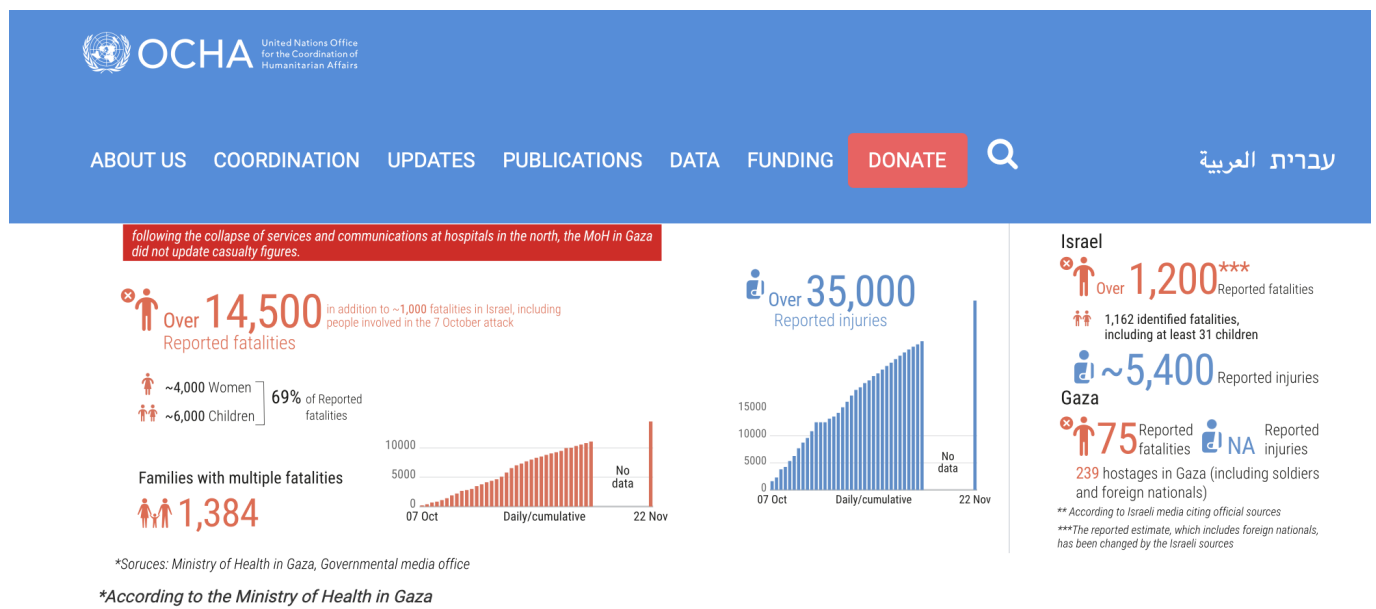 OCHA
United Nations Office
for the Coordination of
Humanitarian Affairs
ABOUT US COORDINATION UPDATES PUBLICATIONS DATA FUNDING DONATE العربية עברית
following the collapse of services and communications at hospitals in the north, the MoH in Gaza
did not update casualty figures.
Over 14,500
in addition to ~1,000 fatalities in Israel, including
people involved in the 7 October attack
Reported fatalities
~4,000 Women
~6,000 Children
69% of Reported
fatalities
Families with multiple fatalities
1,384
10000
5000
0
No
data
07 Oct Daily/cumulative 22 Nov
Over 35,000
Reported injuries
15000
10000
5000
0
No
data
07 Oct Daily/cumulative 22 Nov
Israel
Over 1,200*** Reported fatalities
1,162 identified fatalities,
including at least 31 children
~5,400 Reported injuries
Gaza
75 Reported
fatalities
NA Reported
injuries
239 hostages in Gaza (including soldiers
and foreign nationals)
** According to Israeli media citing official sources
***The reported estimate, which includes foreign nationals,
has been changed by the Israeli sources
*Soruces: Ministry of Health in Gaza, Governmental media office
*According to the Ministry of Health in Gaza